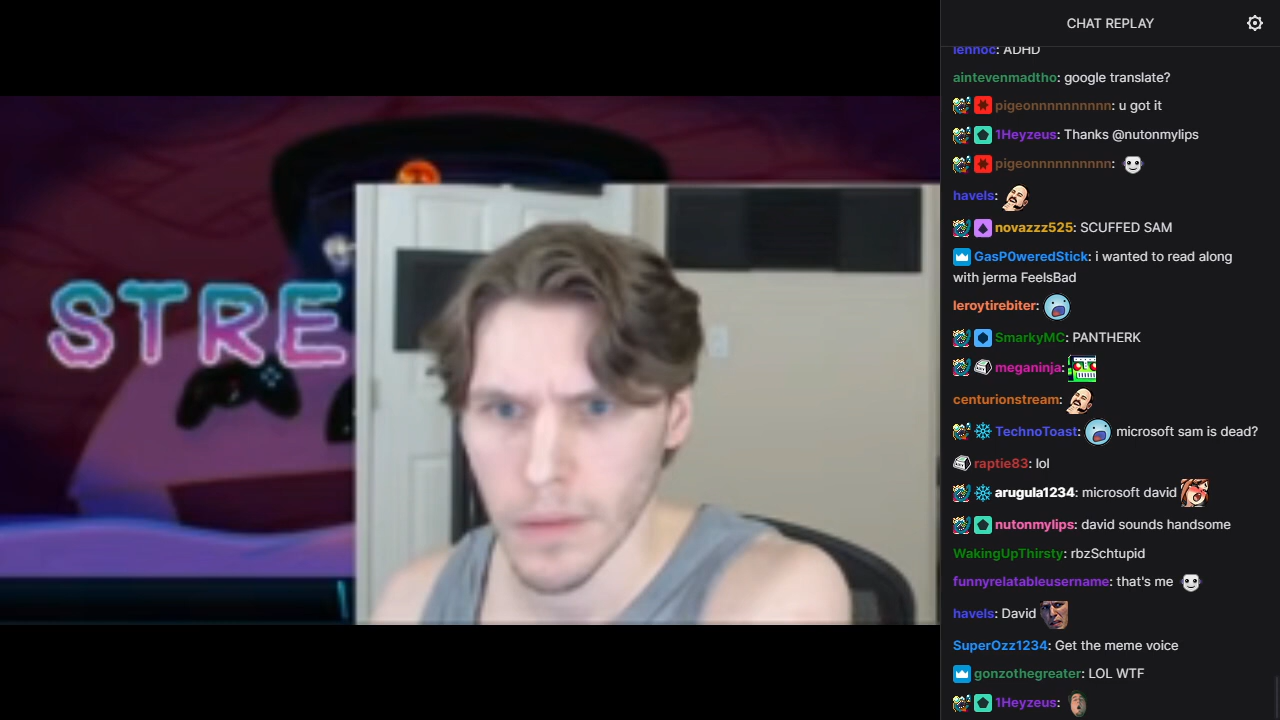 CHAT REPLAY
lennoc: ADHD
aintevenmadtho: google translate?
pigeonnnnnnnnnnn: u got it
1Heyzeus: Thanks @nutonmylips
pigeonnnnnnnnnnn:
havels:
novazzz525: SCUFFED SAM
GasP0weredStick: i wanted to read along
with jerma FeelsBad
leroytirebiter:
SmarkyMC: PANTHERK
meganinja:
centurionstream:
TechnoToast: microsoft sam is dead?
raptie83: lol
arugula1234: microsoft david
nutonmylips: david sounds handsome
WakingUpThirsty: rbzSchtupid
funnyrelatableusername: that's me
havels: David
SuperOzz1234: Get the meme voice
gonzothegreater: LOL WTF
1Heyzeus:
STRE